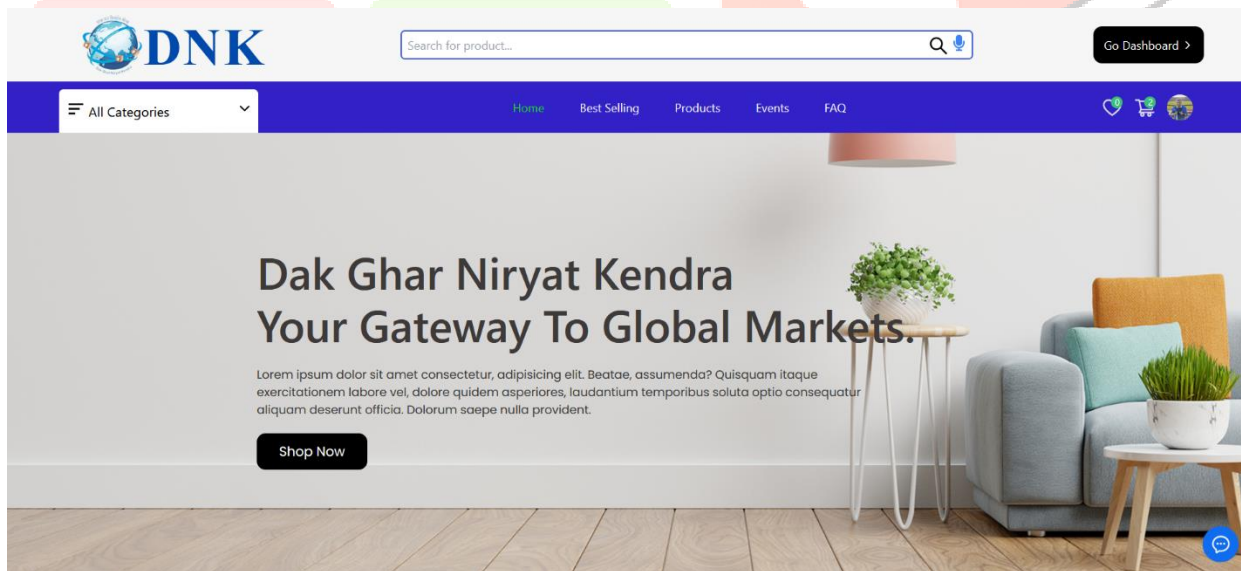 DNK
Search for product...
Go Dashboard >
All Categories
Home Best Selling Products Events FAQ
0 2
Dak Ghar Niryat Kendra
Your Gateway To Global Markets.
Lorem ipsum dolor sit amet consectetur, adipisicing elit. Beatae, assumenda? Quisquam itaque
exercitationem labore vel, dolore quidem asperiores, laudantium temporibus soluta optio consequatur
aliquam deserunt officia. Dolorum saepe nulla provident.
Shop Now